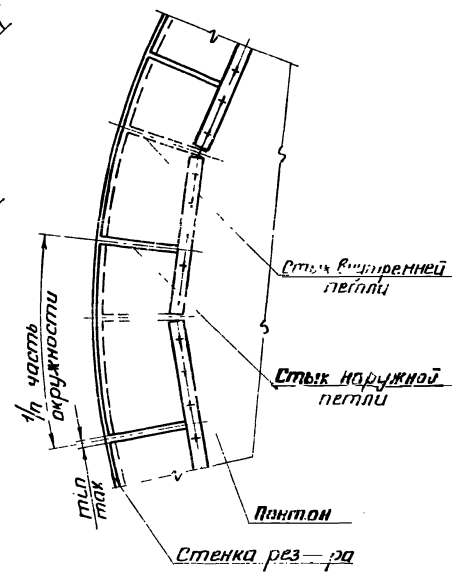 Стык внутренней
петли
1/п часть
окружности
Стык наружной
петли
min
max
Понтон
Стенка рез-ра